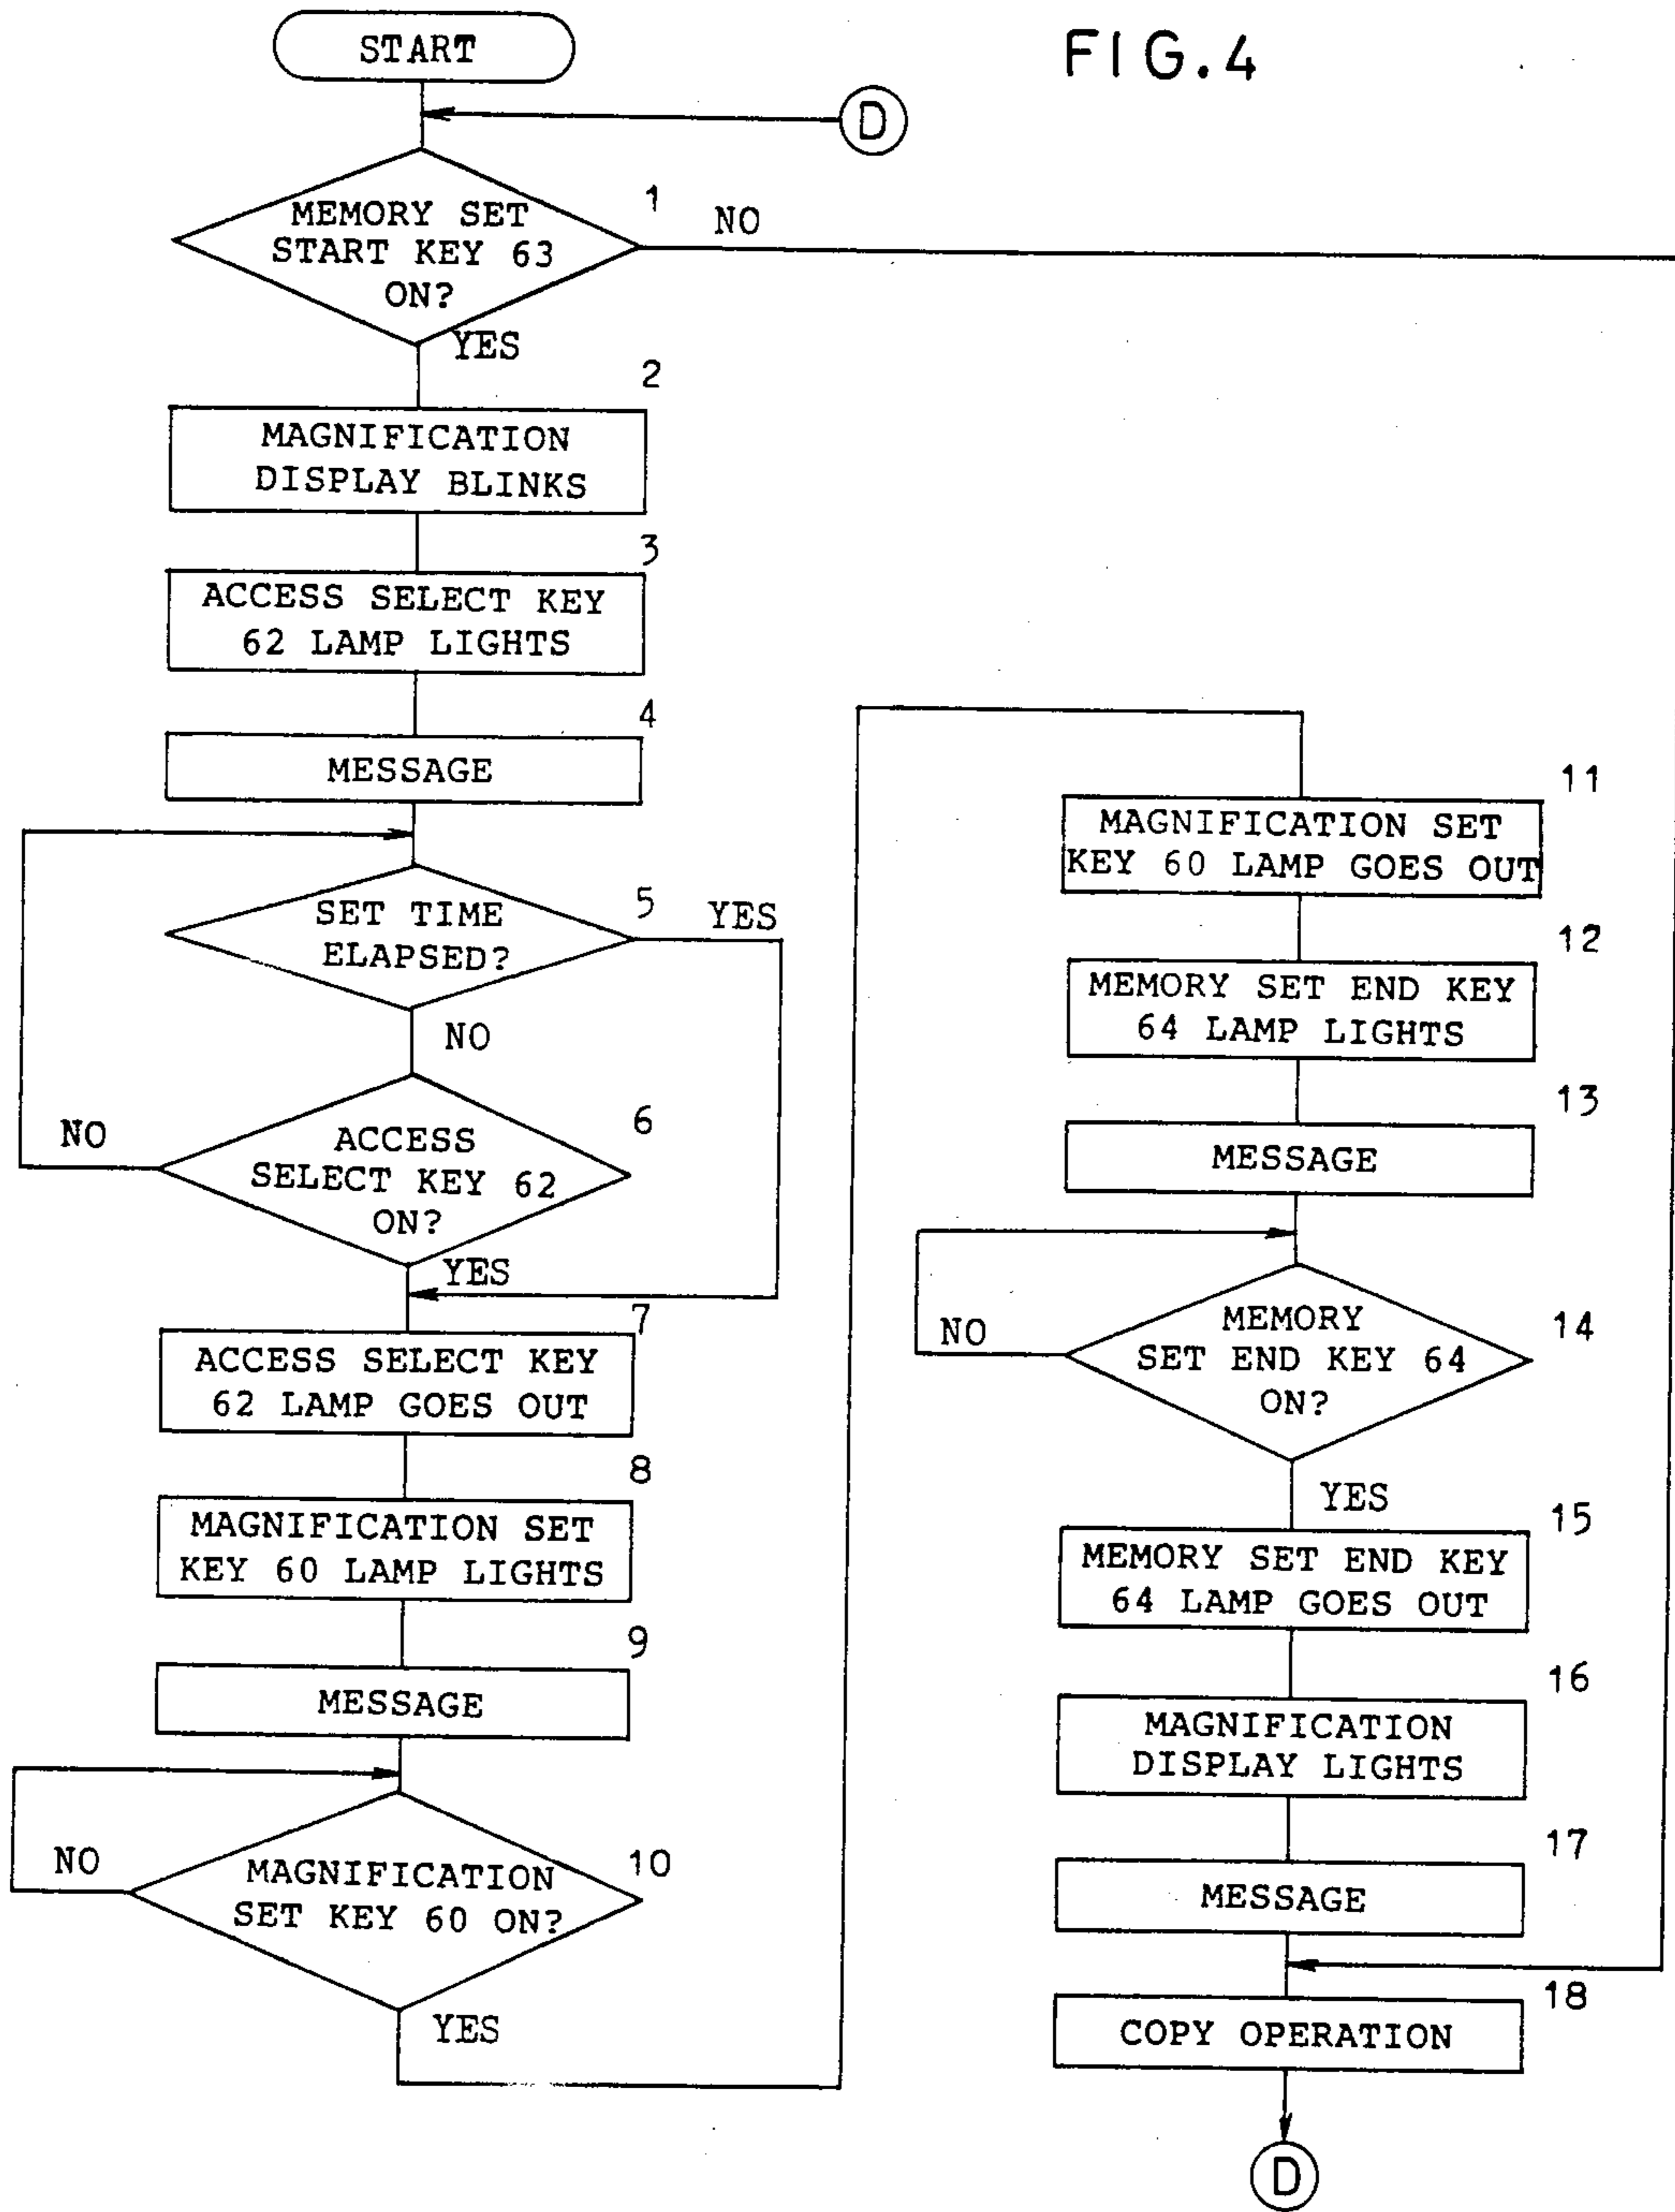 FIG.4
START
D
1
MEMORY SET
START KEY 63
ON?
NO
YES
2
MAGNIFICATION
DISPLAY BLINKS
3
ACCESS SELECT KEY
62 LAMP LIGHTS
4
MESSAGE
5
SET TIME
ELAPSED?
YES
NO
6
ACCESS
SELECT KEY 62
ON?
NO
YES
7
ACCESS SELECT KEY
62 LAMP GOES OUT
8
MAGNIFICATION SET
KEY 60 LAMP LIGHTS
9
MESSAGE
10
MAGNIFICATION
SET KEY 60 ON?
NO
YES
11
MAGNIFICATION SET
KEY 60 LAMP GOES OUT
12
MEMORY SET END KEY
64 LAMP LIGHTS
13
MESSAGE
14
MEMORY
SET END KEY 64
ON?
NO
YES
15
MEMORY SET END KEY
64 LAMP GOES OUT
16
MAGNIFICATION
DISPLAY LIGHTS
17
MESSAGE
18
COPY OPERATION
D